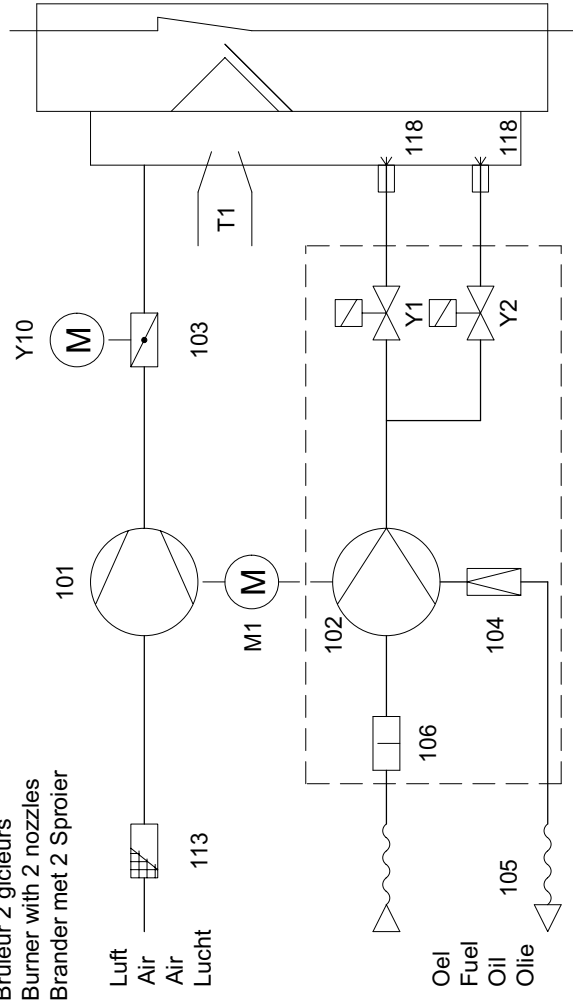 Brûleur 2 gicleurs
Burner with 2 nozzles
Brander met 2 Sproier
Luft
Air
Air
Lucht
113
101
Y10
M
103
T1
M1
M
118
118
Y1
Y2
102
104
106
105
Oel
Fuel
Oil
Olie